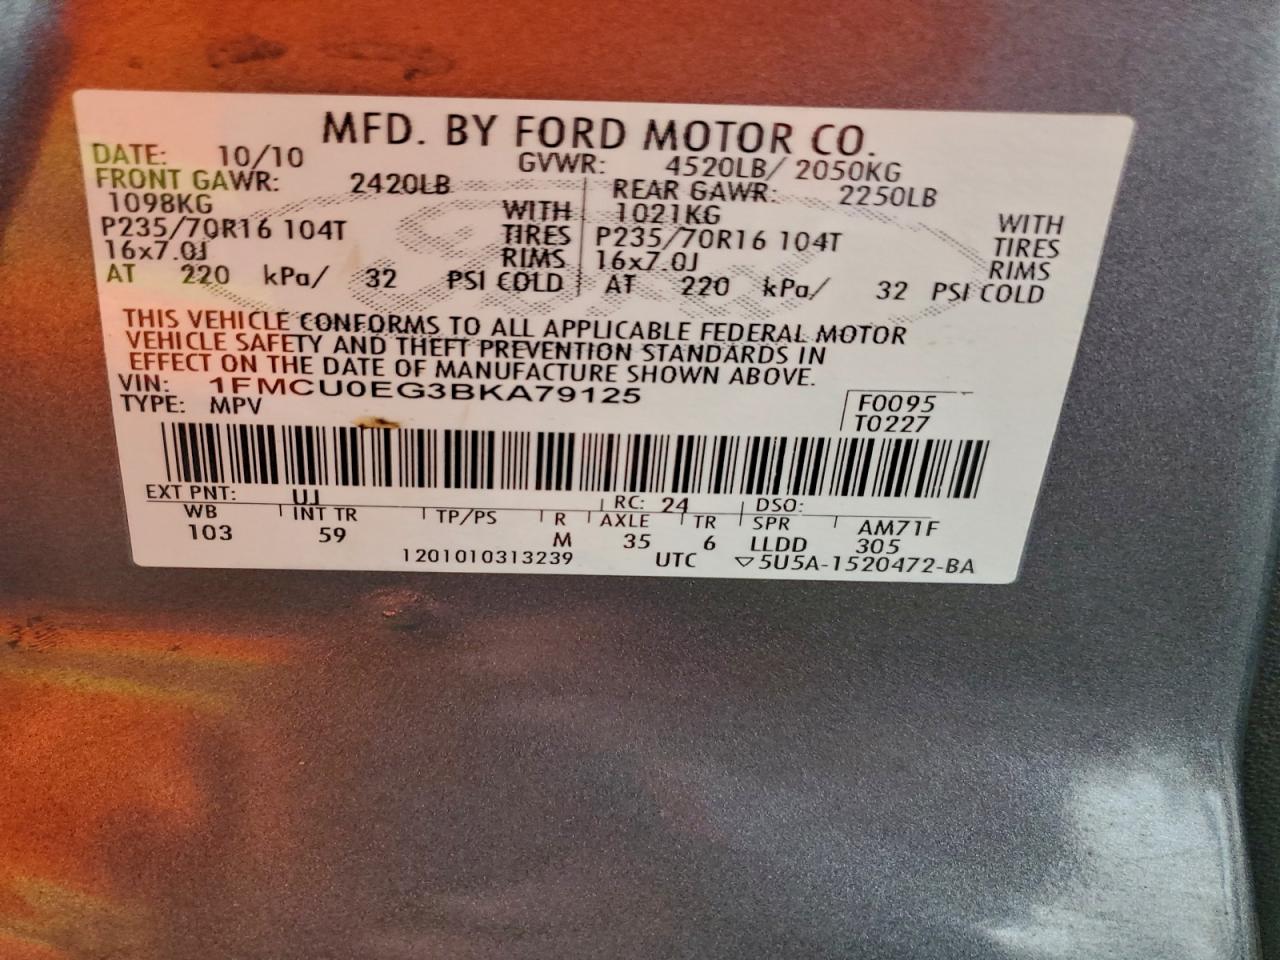 MFD. BY FORD MOTOR CO.
DATE: 10/10 GVWR: 4520LB/ 2050KG
FRONT GAWR: 2420LB REAR GAWR: 2250LB
1098KG WITH 1021KG WITH
P235/70R16 104T TIRES P235/70R16 104T TIRES
16x7.0J RIMS 16x7.0J RIMS
AT 220 kPa/ 32 PSI COLD AT 220 kPa/ 32 PSI COLD
THIS VEHICLE CONFORMS TO ALL APPLICABLE FEDERAL MOTOR
VEHICLE SAFETY AND THEFT PREVENTION STANDARDS IN
EFFECT ON THE DATE OF MANUFACTURE SHOWN ABOVE.
VIN: 1FMCU0EG3BKA79125
TYPE: MPV
F0095
T0227
EXT PNT: UJ RC: 24 DSO:
WB INT TR TP/PS R AXLE TR SPR AM71F
103 59 M 35 6 LLDD 305
1201010313239 UTC ▽5U5A-1520472-BA